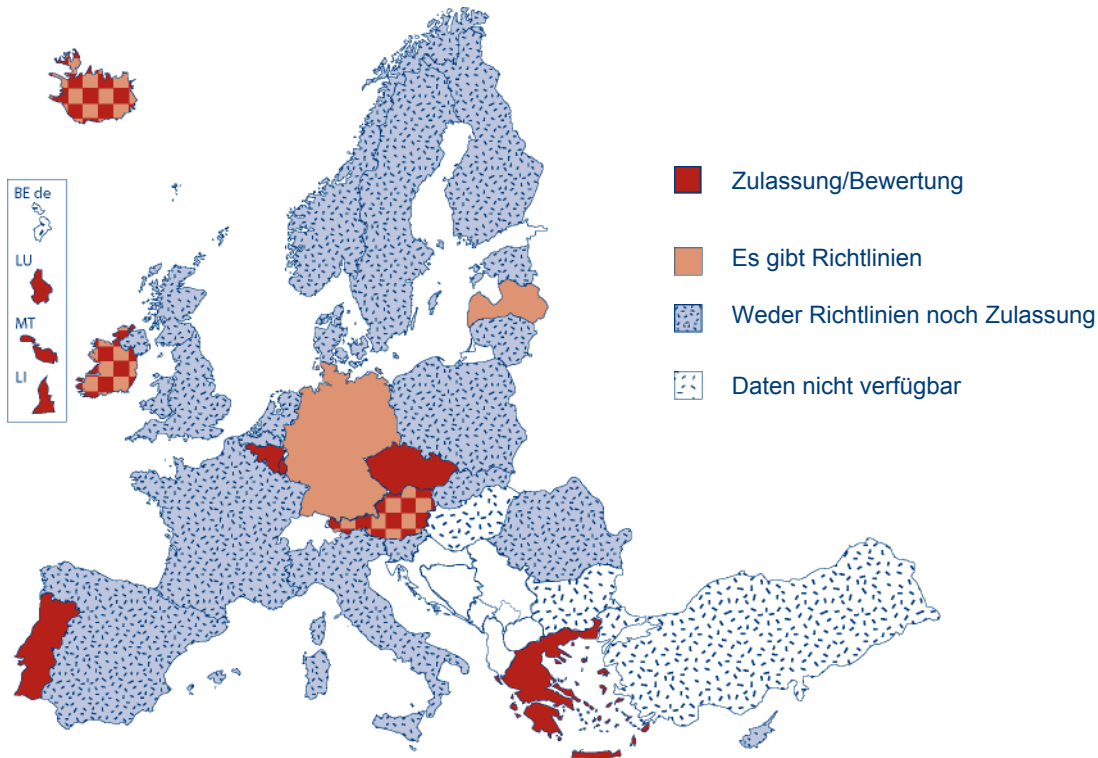 BE de
LU
MT
LI
Zulassung/Bewertung
Es gibt Richtlinien
Weder Richtlinien noch Zulassung
Daten nicht verfügbar